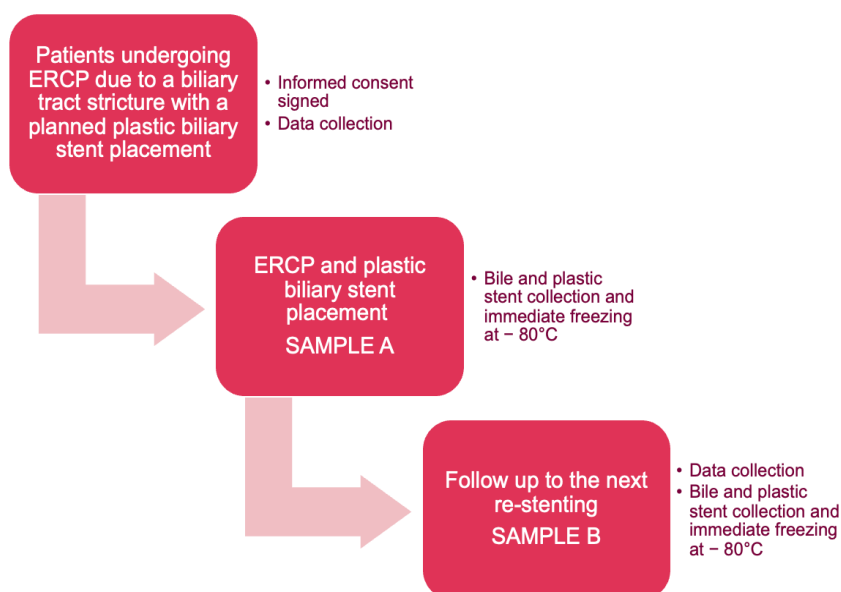 Patients undergoing
ERCP due to a biliary
tract stricture with a
planned plastic biliary
stent placement
• Informed consent
signed
• Data collection
ERCP and plastic
biliary stent
placement
SAMPLE A
• Bile and plastic
stent collection and
immediate freezing
at − 80°C
Follow up to the next
re-stenting
SAMPLE B
• Data collection
• Bile and plastic
stent collection and
immediate freezing
at − 80°C